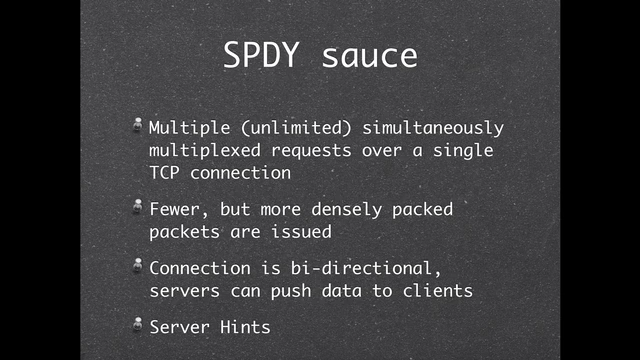 SPDY sauce
Multiple (unlimited) simultaneously
multiplexed requests over a single
TCP connection
Fewer, but more densely packed
packets are issued
Connection is bi-directional,
servers can push data to clients
Server Hints